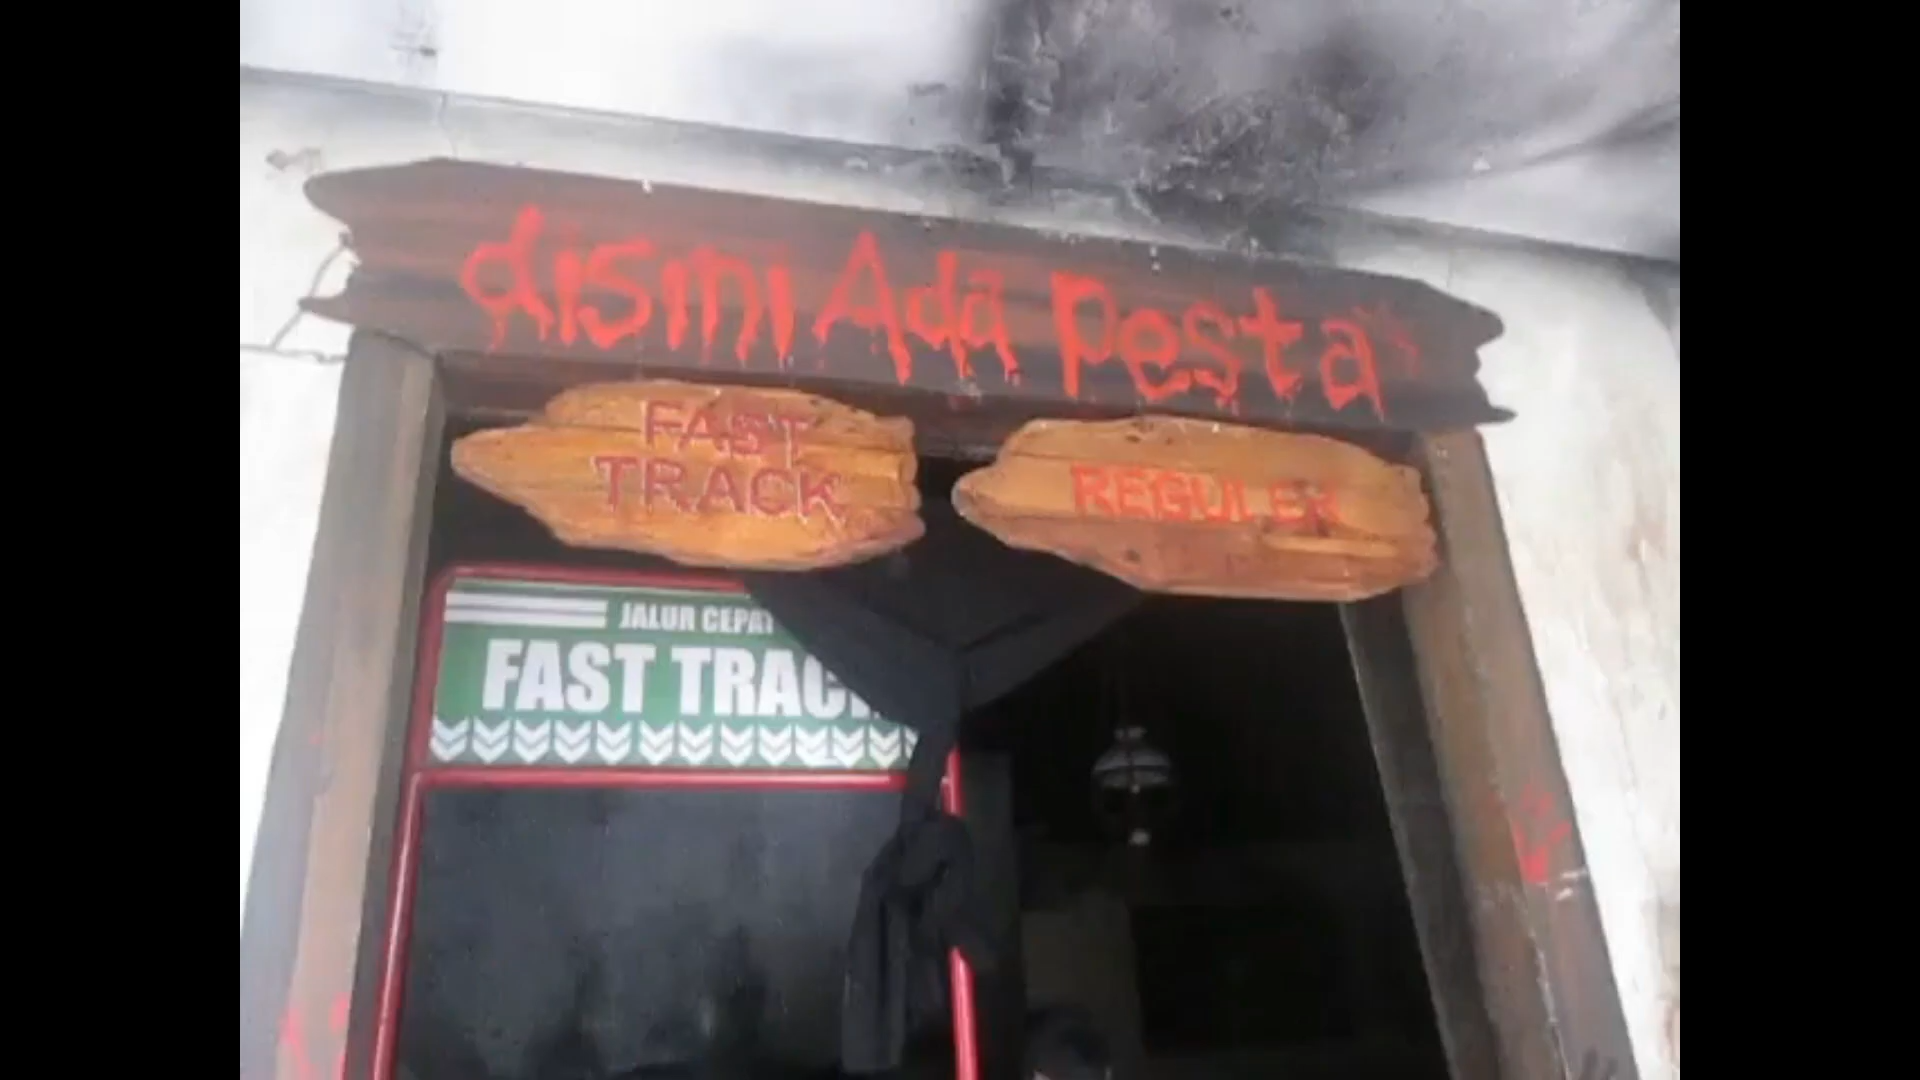 disini Ada pesta
FAST
TRACK
REGULER
JALUR CEPAT
FAST TRACK